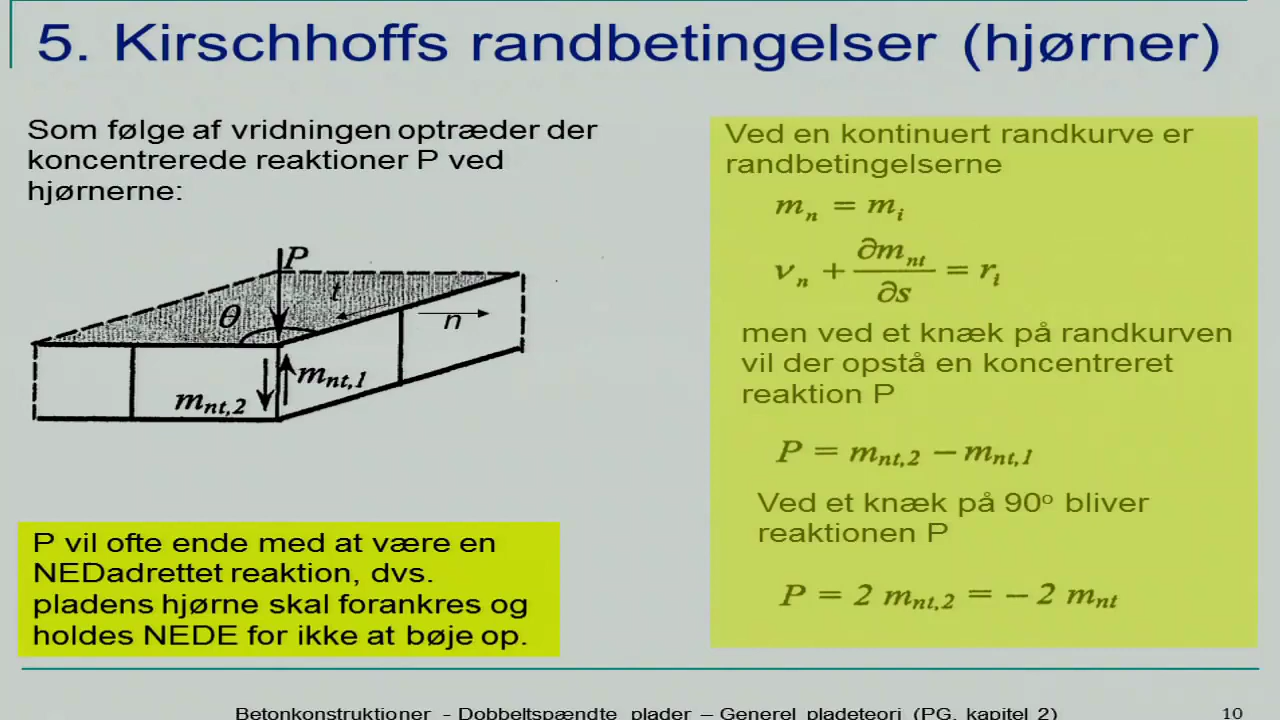 5. Kirschhoffs randbetingelser (hjørner)
Som følge af vridningen optræder der
koncentrerede reaktioner P ved
hjørnerne:
P
t
θ
n
m_nt,1
m_nt,2
P vil ofte ende med at være en
NEDadrettet reaktion, dvs.
pladens hjørne skal forankres og
holdes NEDE for ikke at bøje op.
Ved en kontinuert randkurve er
randbetingelserne
m_n = m_i
v_n + ∂m_nt / ∂s = r_i
men ved et knæk på randkurven
vil der opstå en koncentreret
reaktion P
P = m_nt,2 − m_nt,1
Ved et knæk på 90° bliver
reaktionen P
P = 2 m_nt,2 = − 2 m_nt
Betonkonstruktioner - Dobbeltspændte plader – Generel pladeteori (PG, kapitel 2)
10